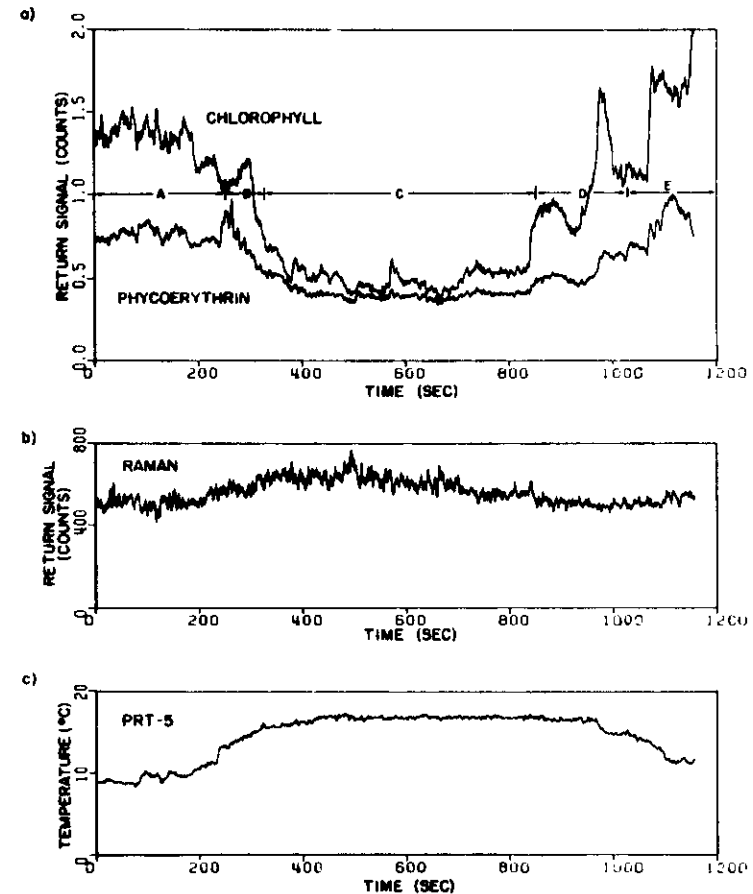 a)
RETURN SIGNAL (COUNTS)
2.0
1.5
1.0
0.5
0.0
CHLOROPHYLL
A B C D E
PHYCOERYTHRIN
0 200 400 600 800 1000 1200
TIME (SEC)
b)
RETURN SIGNAL
(COUNTS)
800
400
0
RAMAN
0 200 400 600 800 1000 1200
TIME (SEC)
c)
TEMPERATURE (°C)
20
10
0
PRT-5
0 200 400 600 800 1000 1200
TIME (SEC)